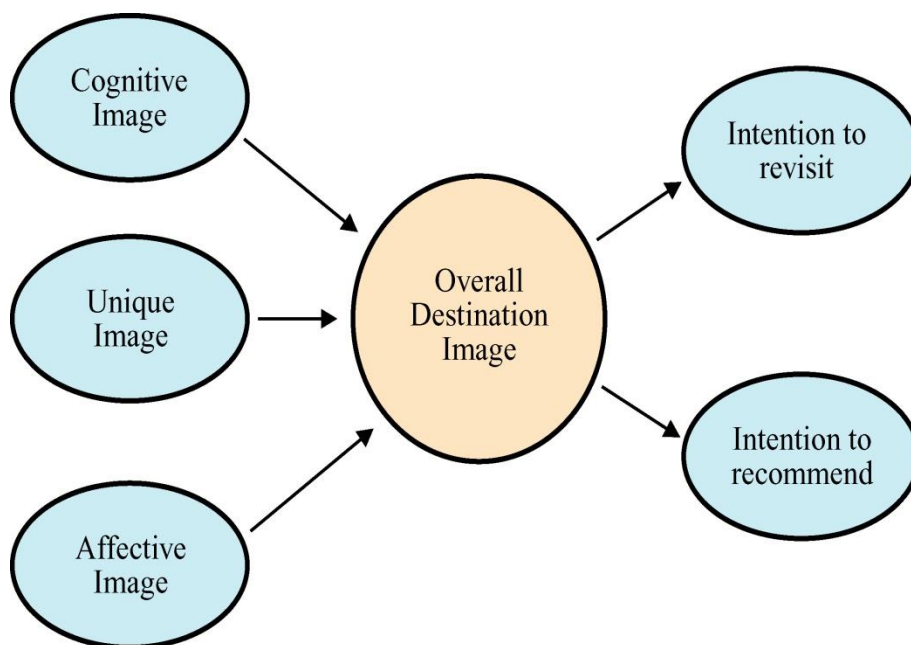 Cognitive
Image
Unique
Image
Affective
Image
Overall
Destination
Image
Intention to
revisit
Intention to
recommend